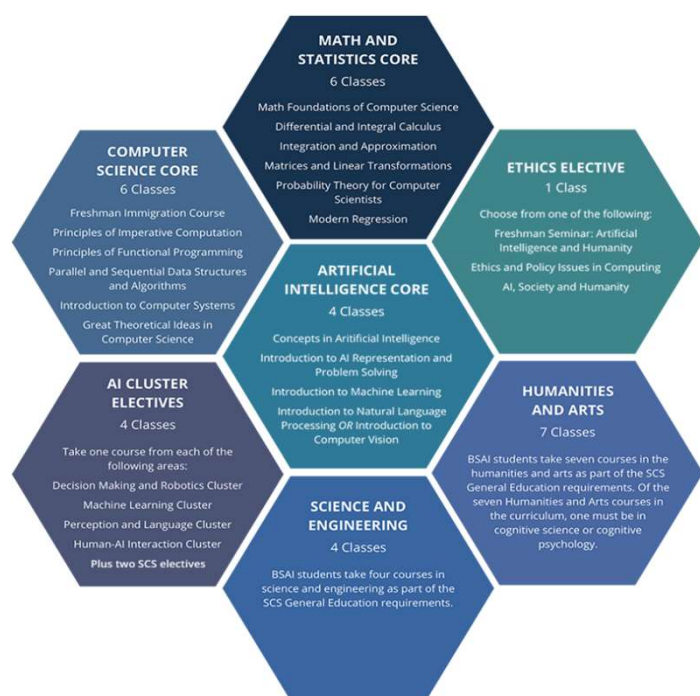 MATH AND
STATISTICS CORE
6 Classes
Math Foundations of Computer Science
Differential and Integral Calculus
Integration and Approximation
Matrices and Linear Transformations
Probability Theory for Computer
Scientists
Modern Regression
COMPUTER
SCIENCE CORE
6 Classes
Freshman Immigration Course
Principles of Imperative Computation
Principles of Functional Programming
Parallel and Sequential Data Structures
and Algorithms
Introduction to Computer Systems
Great Theoretical Ideas in
Computer Science
ETHICS ELECTIVE
1 Class
Choose from one of the following:
Freshman Seminar: Artificial
Intelligence and Humanity
Ethics and Policy Issues in Computing
AI, Society and Humanity
ARTIFICIAL
INTELLIGENCE CORE
4 Classes
Concepts in Aritificial Intelligence
Introduction to AI Representation and
Problem Solving
Introduction to Machine Learning
Introduction to Natural Language
Processing OR Introduction to
Computer Vision
AI CLUSTER
ELECTIVES
4 Classes
Take one course from each of the
following areas:
Decision Making and Robotics Cluster
Machine Learning Cluster
Perception and Language Cluster
Human-AI Interaction Cluster
Plus two SCS electives
HUMANITIES
AND ARTS
7 Classes
BSAI students take seven courses in the
humanities and arts as part of the SCS
General Education requirements. Of the
seven Humanities and Arts courses in
the curriculum, one must be in
cognitive science or cognitive
psychology.
SCIENCE AND
ENGINEERING
4 Classes
BSAI students take four courses in
science and engineering as part of the
SCS General Education requirements.